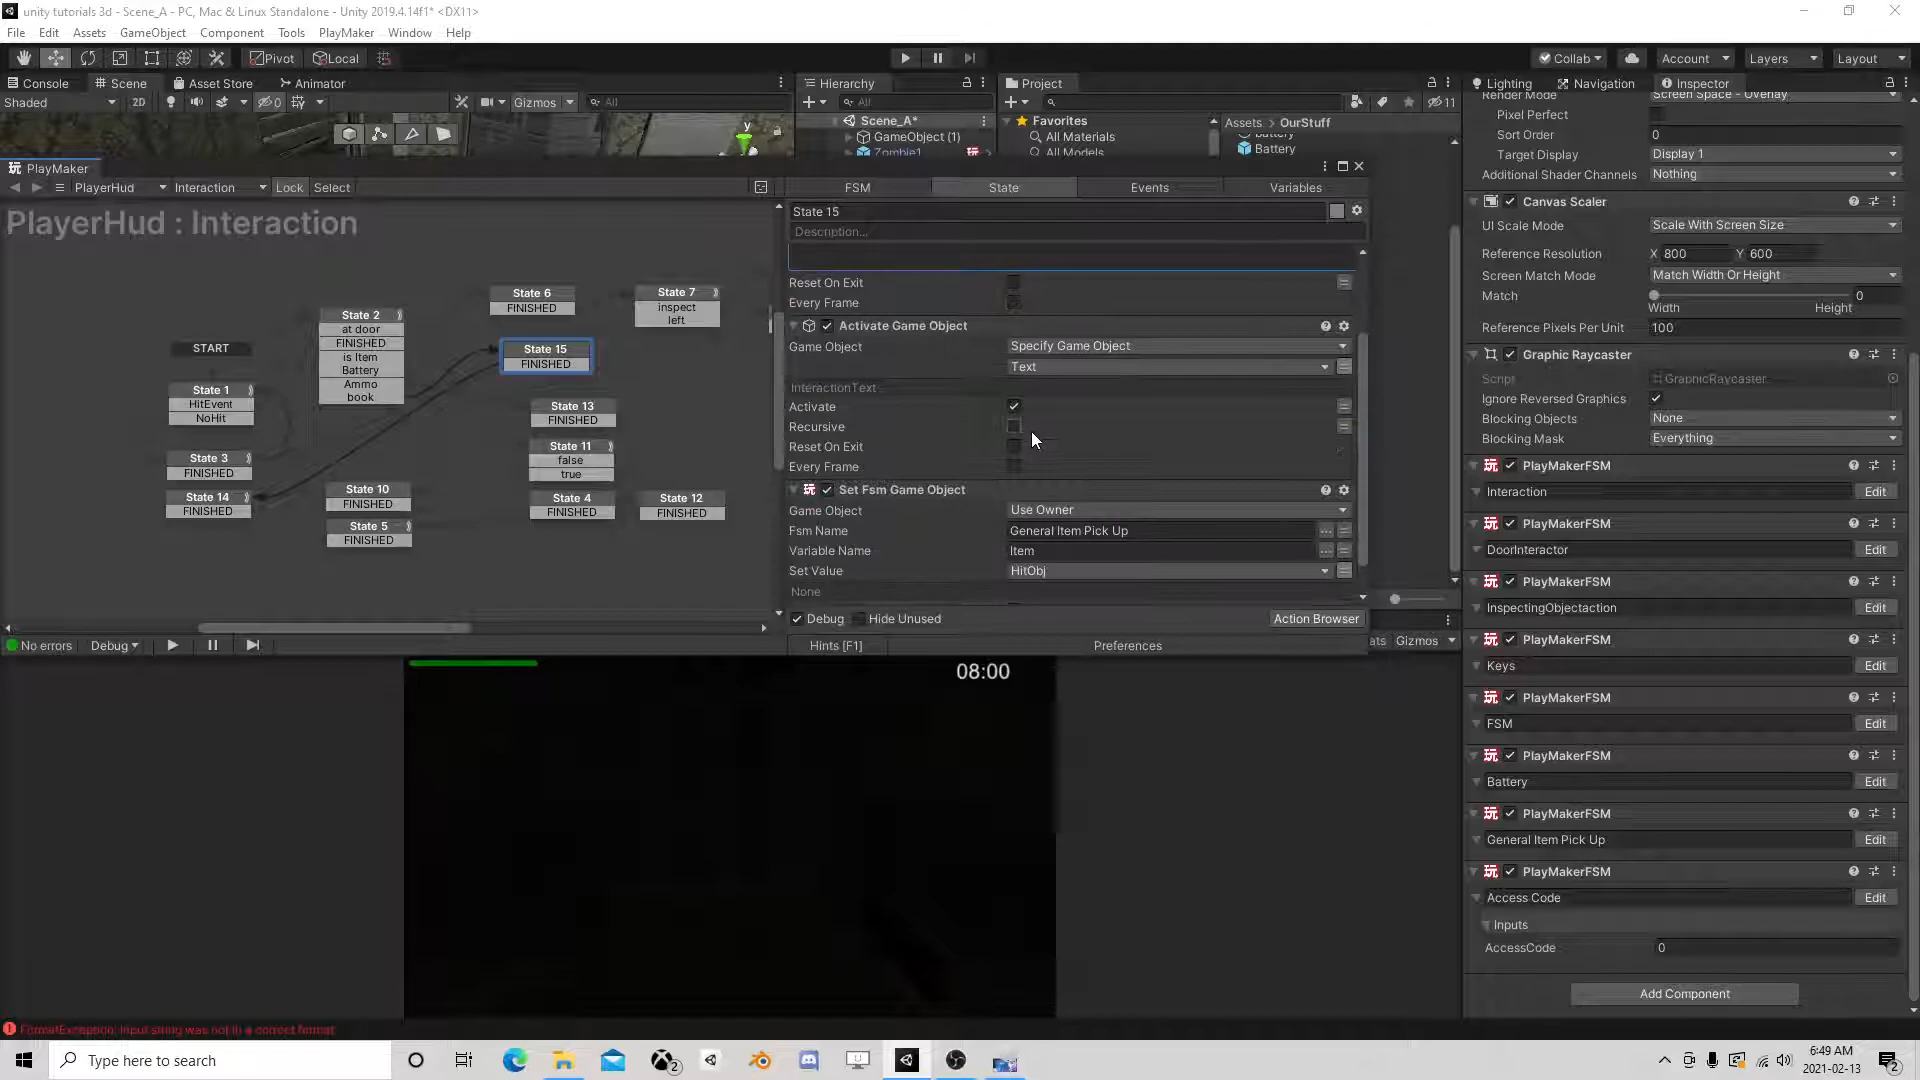 unity tutorials 3d - Scene_A - PC, Mac & Linux Standalone - Unity 2019.4.14f1* <DX11>
File Edit Assets GameObject Component Tools PlayMaker Window Help
Pivot Local Collab Account Layers Layout
Console Scene Asset Store Animator Hierarchy Project Lighting Navigation Inspector
Shaded 2D 0 Gizmos All All 11
Render Mode Screen Space - Overlay
Pixel Perfect
Sort Order 0
Target Display Display 1
Additional Shader Channels Nothing
Scene_A*
GameObject (1)
Zombie1
Favorites
All Materials
All Models
Assets > OurStuff
Battery
Battery
y
PlayMaker
PlayerHud Interaction Lock Select
FSM State Events Variables
PlayerHud : Interaction
START
State 1
HitEvent
NoHit
State 3
FINISHED
State 14
FINISHED
State 2
at door
FINISHED
is Item
Battery
Ammo
book
State 10
FINISHED
State 5
FINISHED
State 6
FINISHED
State 7
inspect
left
State 15
FINISHED
State 13
FINISHED
State 11
false
true
State 4
FINISHED
State 12
FINISHED
No errors Debug
State 15
Description...
Reset On Exit
Every Frame
Activate Game Object
Game Object Specify Game Object
Text
InteractionText
Activate
Recursive
Reset On Exit
Every Frame
Set Fsm Game Object
Game Object Use Owner
Fsm Name General Item Pick Up
Variable Name Item
Set Value HitObj
None
Debug Hide Unused Action Browser
Hints [F1] Preferences
ats Gizmos
08:00
Canvas Scaler
UI Scale Mode Scale With Screen Size
Reference Resolution X 800 Y 600
Screen Match Mode Match Width Or Height
Match 0
Width Height
Reference Pixels Per Unit 100
Graphic Raycaster
Script GraphicRaycaster
Ignore Reversed Graphics
Blocking Objects None
Blocking Mask Everything
PlayMakerFSM
Interaction Edit
PlayMakerFSM
DoorInteractor Edit
PlayMakerFSM
InspectingObjectaction Edit
PlayMakerFSM
Keys Edit
PlayMakerFSM
FSM Edit
PlayMakerFSM
Battery Edit
PlayMakerFSM
General Item Pick Up Edit
PlayMakerFSM
Access Code Edit
Inputs
AccessCode 0
Add Component
FormatException: Input string was not in a correct format
Type here to search
2
6:49 AM
2021-02-13
2